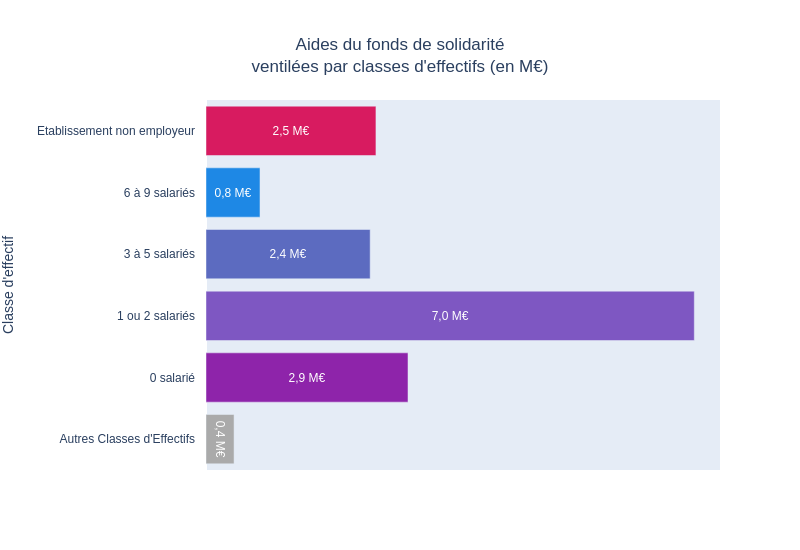 Aides du fonds de solidarité
ventilées par classes d'effectifs (en M€)
Classe d'effectif
Etablissement non employeur
2,5 M€
6 à 9 salariés
0,8 M€
3 à 5 salariés
2,4 M€
1 ou 2 salariés
7,0 M€
0 salarié
2,9 M€
Autres Classes d'Effectifs
0,4 M€